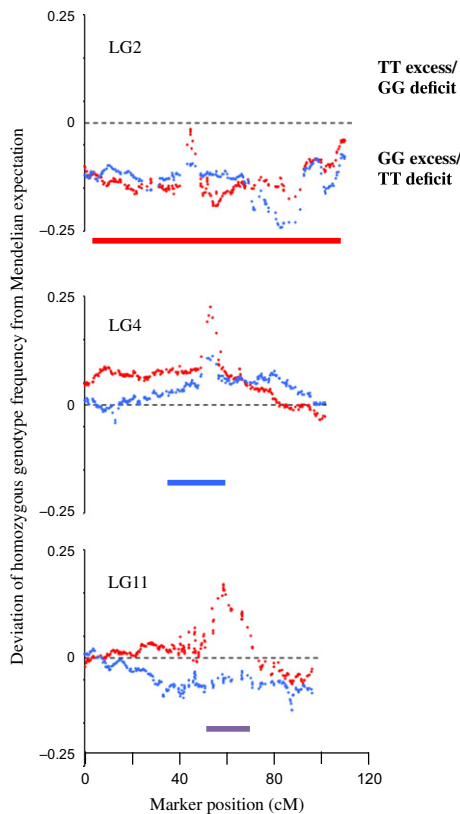 0.25
LG2
TT excess/
GG deficit
0
GG excess/
TT deficit
−0.25
Deviation of homozygous genotype frequency from Mendelian expectation
0.25
LG4
0
−0.25
0.25
LG11
0
−0.25
0 40 80 120
Marker position (cM)